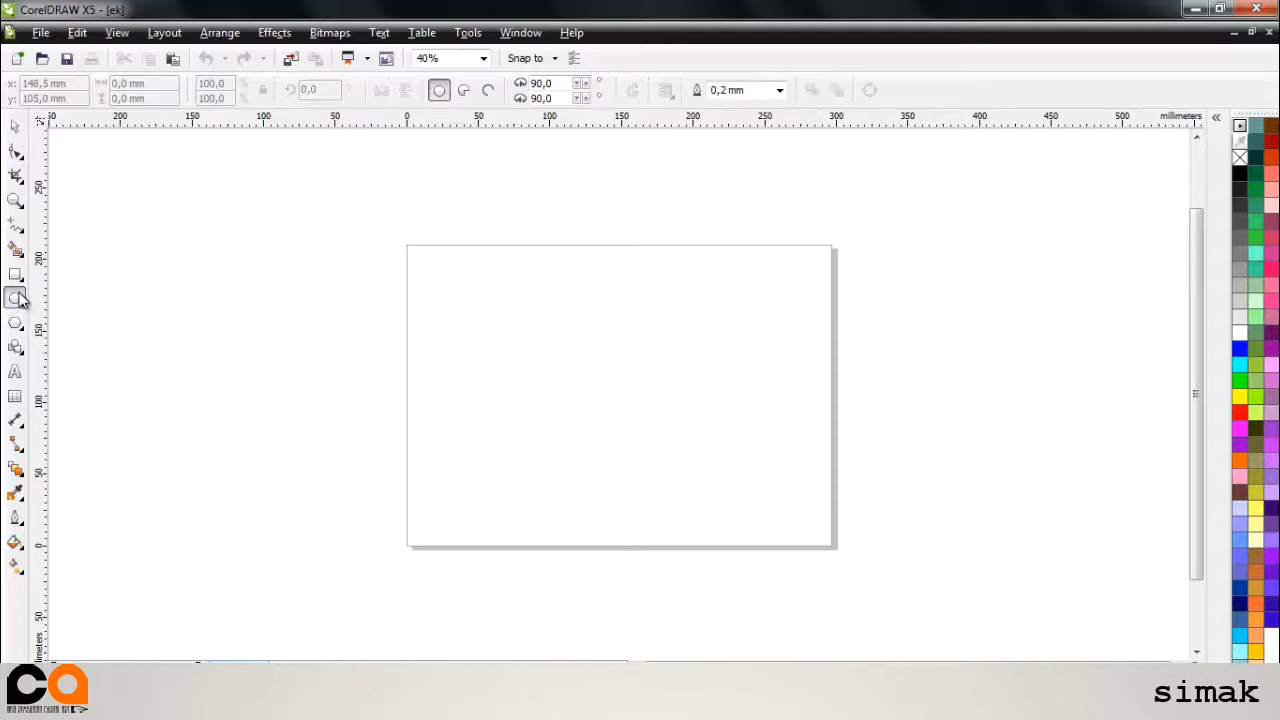 CorelDRAW X5 - [ek]
File Edit View Layout Arrange Effects Bitmaps Text Table Tools Window Help
40% Snap to
x: 148,5 mm 0,0 mm 100,0 % 0,0 ° 90,0 ° 0,2 mm
y: 105,0 mm 0,0 mm 100,0 % 90,0 °
200 150 100 50 0 50 100 150 200 250 300 350 400 450 500 millimeters
250
200
150
100
50
0
50
ca
simak